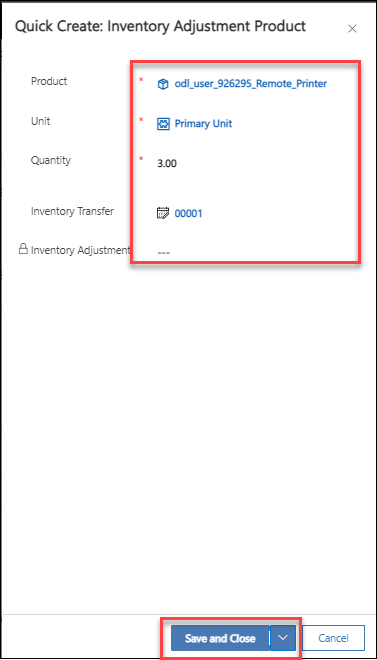 Quick Create: Inventory Adjustment Product
Product * odl_user_926295_Remote_Printer
Unit * Primary Unit
Quantity * 3.00
Inventory Transfer 00001
Inventory Adjustment ---
Save and Close Cancel